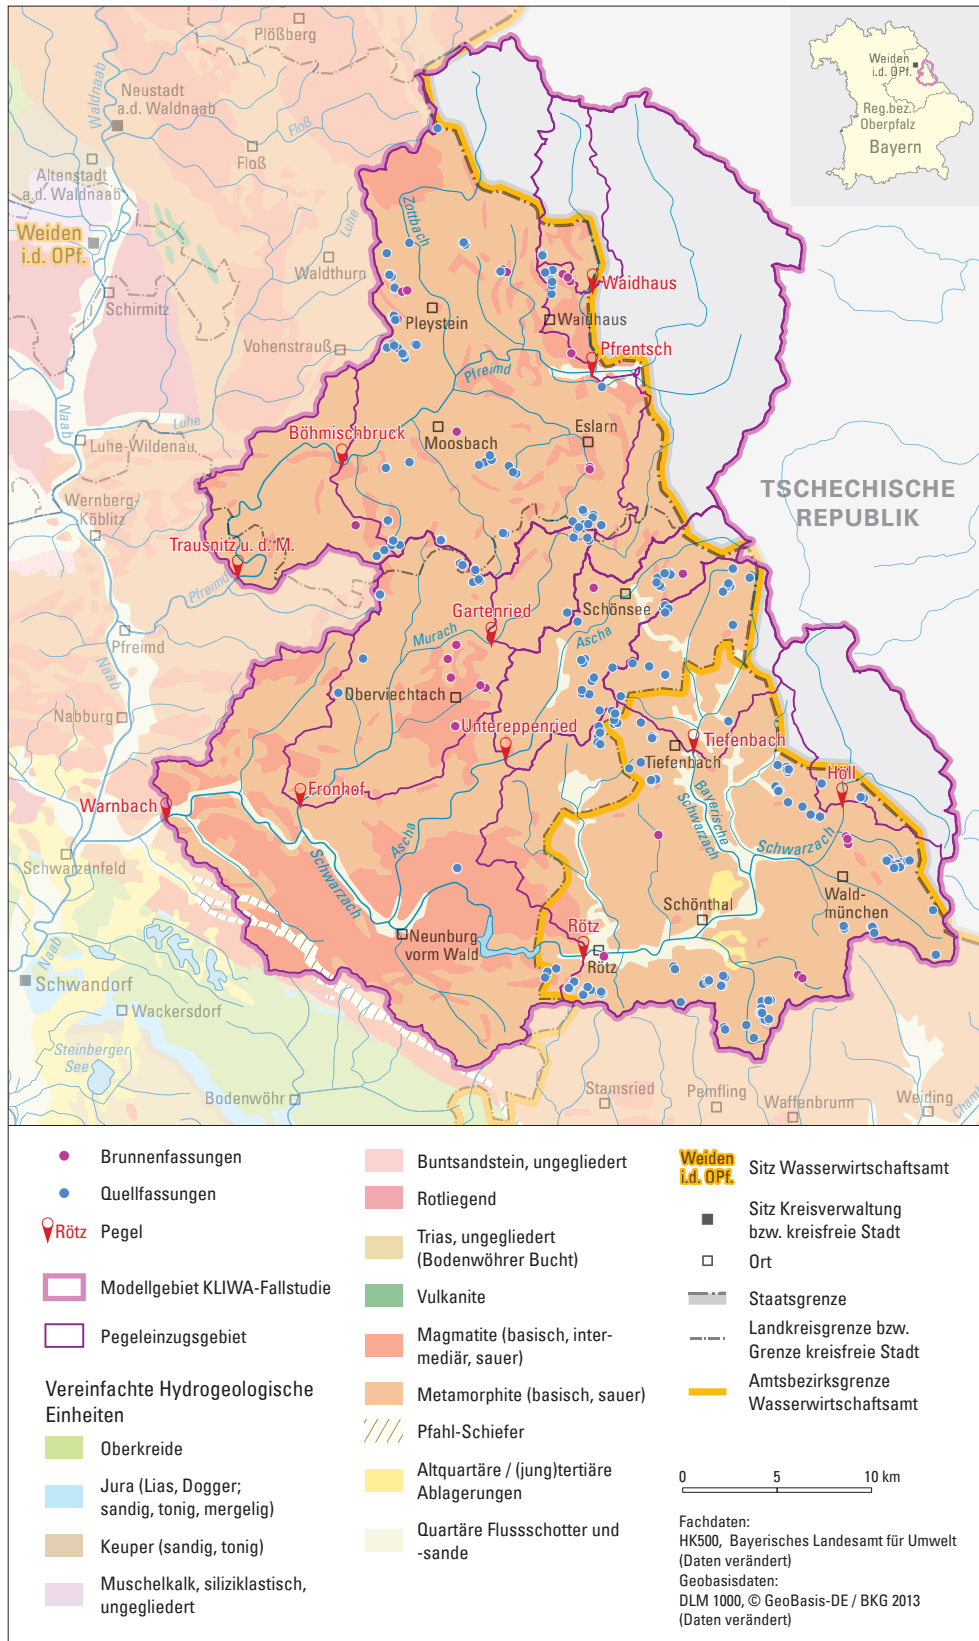 Plößberg
Neustadt
a.d. Waldnaab
Waldnaab
Floß
Floß
Altenstadt
a.d. Waldnaab
Weiden
i.d. OPf.
Luhe
Waldthurn
Schirmitz
Vohenstrauß
Zottbach
Pleystein
Waidhaus
Waidhaus
Pfrentsch
Pfreimd
Weiden
i.d. OPf.
Reg.bez.
Oberpfalz
Bayern
Naab
Luhe
Luhe-Wildenau
Böhmischbruck
Moosbach
Eslarn
TSCHECHISCHE
REPUBLIK
Wernberg-
Köblitz
Trausnitz u. d. M.
Pfreimd
Pfreimd
Gartenried
Schönsee
Murach
Ascha
Naab
Nabburg
Oberviechtach
Untereppenried
Tiefenbach
Tiefenbach
Höll
Warnbach
Fronhof
Bayerische
Schwarzach
Schwarzach
Ascha
Schwarzach
Schwarzenfeld
Wald-
münchen
Schönthal
Rötz
Rötz
Neunburg
vorm Wald
Naab
Schwandorf
Wackersdorf
Steinberger
See
Bodenwöhr
Stamsried
Pemfling
Waffenbrunn
Weiding
Cham
Brunnenfassungen
Quellfassungen
Rötz Pegel
Modellgebiet KLIWA-Fallstudie
Pegeleinzugsgebiet
Vereinfachte Hydrogeologische
Einheiten
Oberkreide
Jura (Lias, Dogger;
sandig, tonig, mergelig)
Keuper (sandig, tonig)
Muschelkalk, siliziklastisch,
ungegliedert
Buntsandstein, ungegliedert
Rotliegend
Trias, ungegliedert
(Bodenwöhrer Bucht)
Vulkanite
Magmatite (basisch, inter-
mediär, sauer)
Metamorphite (basisch, sauer)
Pfahl-Schiefer
Altquartäre / (jung)tertiäre
Ablagerungen
Quartäre Flussschotter und
-sande
Weiden
i.d. OPf.
Sitz Wasserwirtschaftsamt
Sitz Kreisverwaltung
bzw. kreisfreie Stadt
Ort
Staatsgrenze
Landkreisgrenze bzw.
Grenze kreisfreie Stadt
Amtsbezirksgrenze
Wasserwirtschaftsamt
0 5 10 km
Fachdaten:
HK500, Bayerisches Landesamt für Umwelt
(Daten verändert)
Geobasisdaten:
DLM 1000, © GeoBasis-DE / BKG 2013
(Daten verändert)